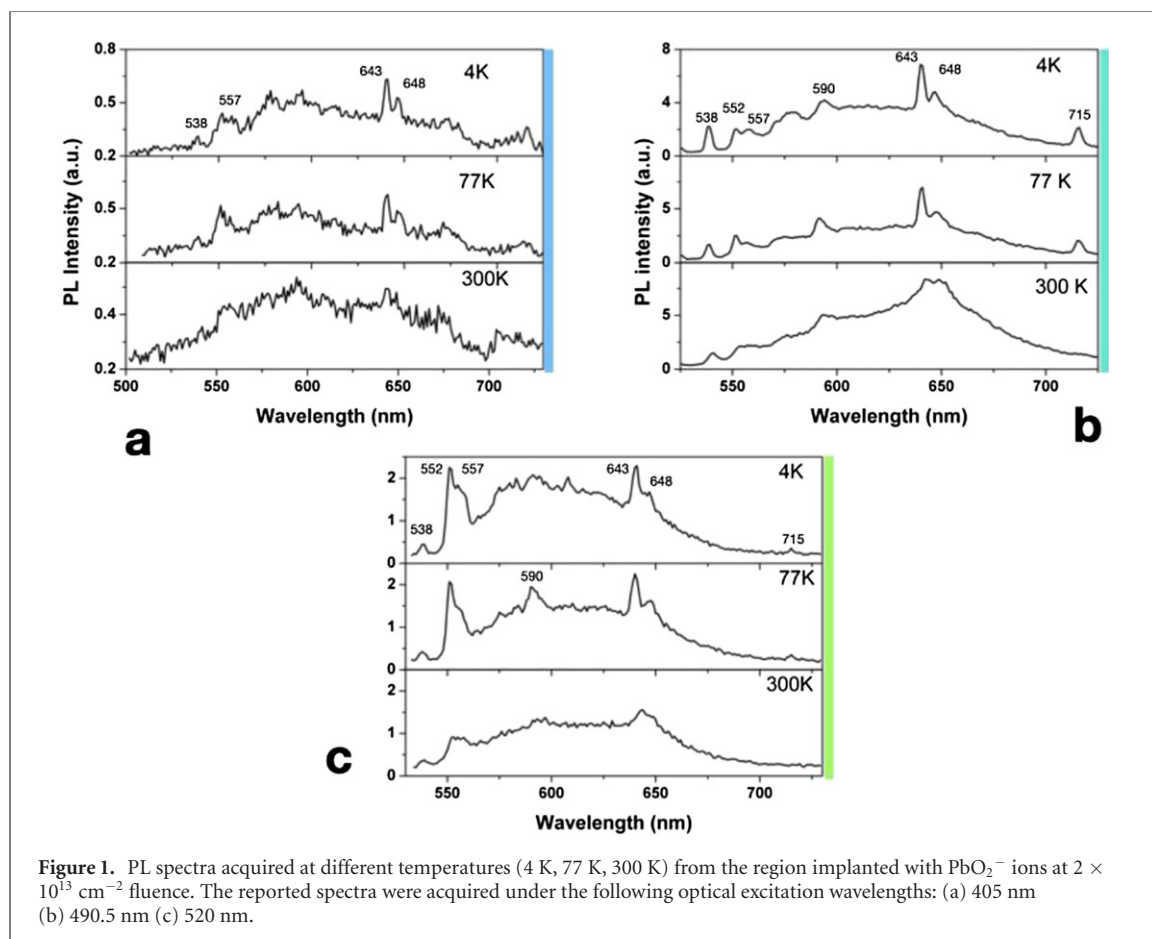 0.8
4K
643
648
557
538
0.5
0.2
77K
0.5
0.2
300K
0.4
0.2
500 550 600 650 700
PL Intensity (a.u.)
Wavelength (nm)
a
8
4K
643
648
590
552
557
538
715
4
0
77 K
5
0
300 K
5
0
550 600 650 700
PL intensity (a.u.)
Wavelength (nm)
b
4K
552
557
643
648
538
715
2
1
0
77K
590
2
1
0
300K
2
1
0
550 600 650 700
Wavelength (nm)
c
Figure 1. PL spectra acquired at different temperatures (4 K, 77 K, 300 K) from the region implanted with PbO₂⁻ ions at 2 ×
10¹³ cm⁻² fluence. The reported spectra were acquired under the following optical excitation wavelengths: (a) 405 nm
(b) 490.5 nm (c) 520 nm.